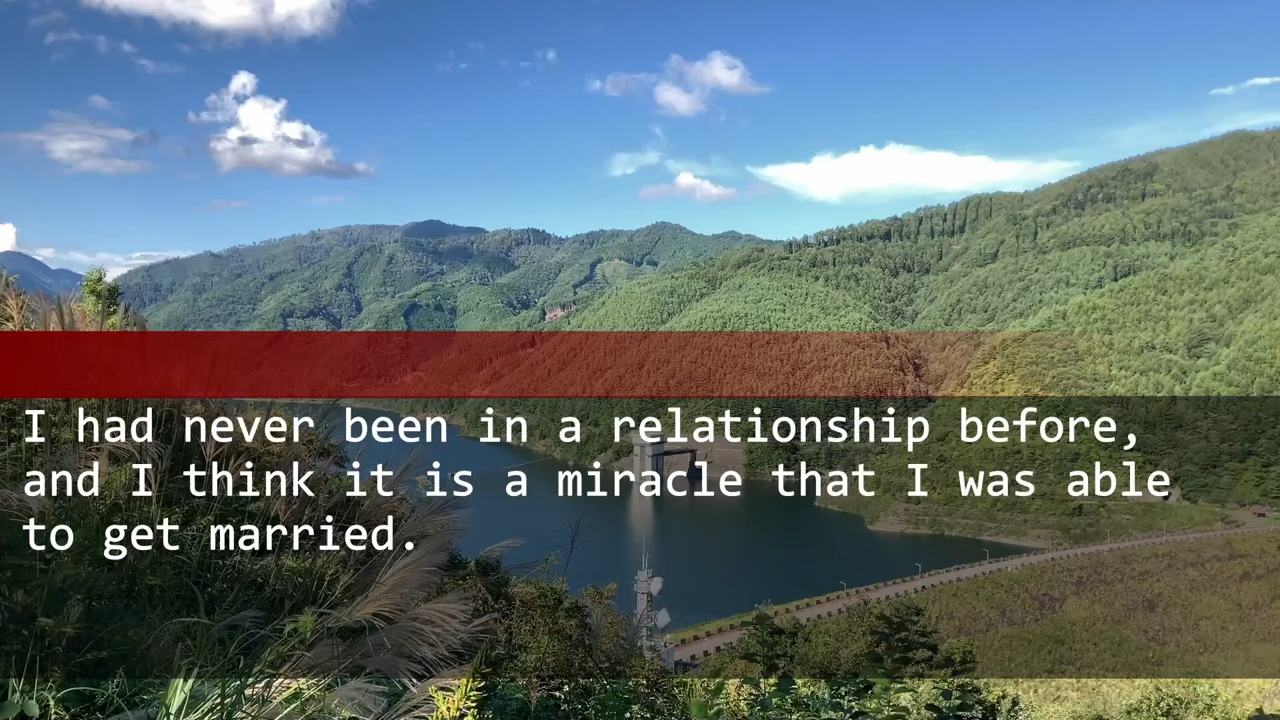 I had never been in a relationship before,
and I think it is a miracle that I was able
to get married.